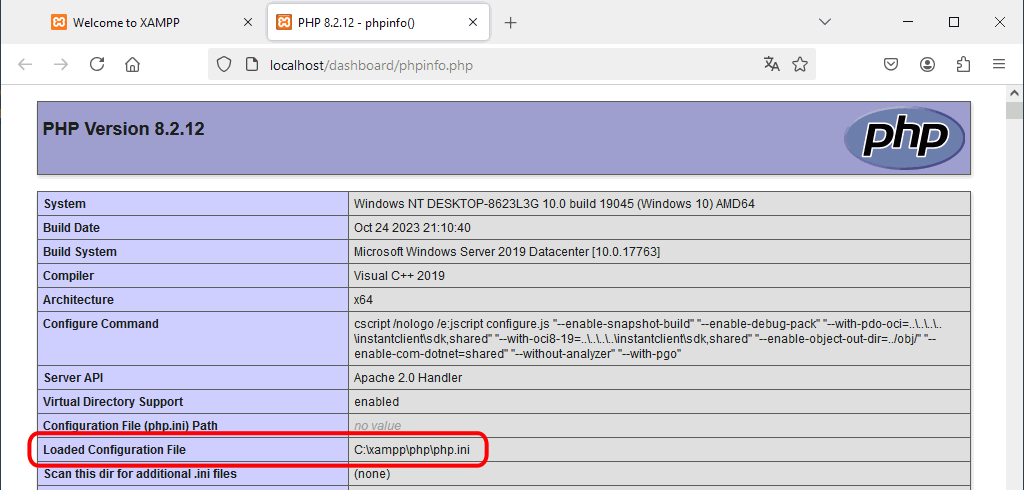 Welcome to XAMPP
PHP 8.2.12 - phpinfo()
localhost/dashboard/phpinfo.php
PHP Version 8.2.12
php
System Windows NT DESKTOP-8623L3G 10.0 build 19045 (Windows 10) AMD64
Build Date Oct 24 2023 21:10:40
Build System Microsoft Windows Server 2019 Datacenter [10.0.17763]
Compiler Visual C++ 2019
Architecture x64
Configure Command cscript /nologo /e:jscript configure.js "--enable-snapshot-build" "--enable-debug-pack" "--with-pdo-oci=..\..\..\..
\instantclient\sdk,shared" "--with-oci8-19=..\..\..\..\instantclient\sdk,shared" "--enable-object-out-dir=../obj/" "--
enable-com-dotnet=shared" "--without-analyzer" "--with-pgo"
Server API Apache 2.0 Handler
Virtual Directory Support enabled
Configuration File (php.ini) Path no value
Loaded Configuration File C:\xampp\php\php.ini
Scan this dir for additional .ini files (none)